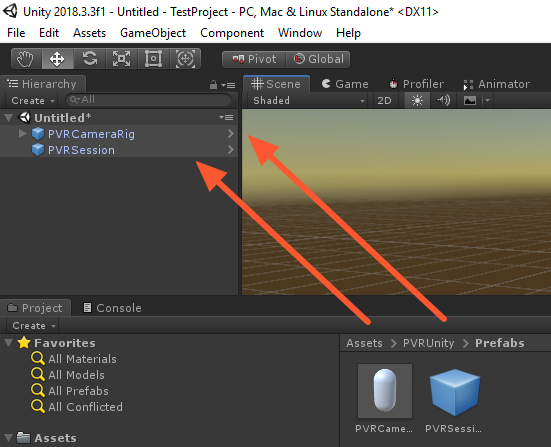 Unity 2018.3.3f1 - Untitled - TestProject - PC, Mac & Linux Standalone* <DX11>
File Edit Assets GameObject Component Window Help
Pivot Global
Hierarchy Scene Game Profiler Animator
Create All Shaded 2D
Untitled*
PVRCameraRig
PVRSession
Project Console
Create
Favorites Assets PVRUnity Prefabs
All Materials
All Models
All Prefabs
All Conflicted
PVRCame... PVRSessi...
Assets